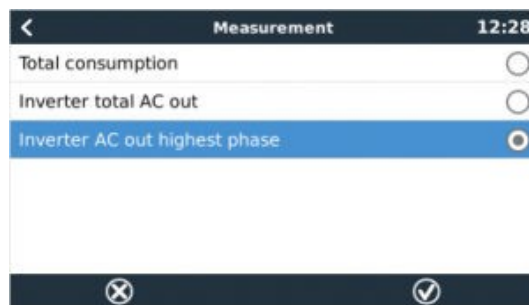 Measurement 12:28
Total consumption
Inverter total AC out
Inverter AC out highest phase